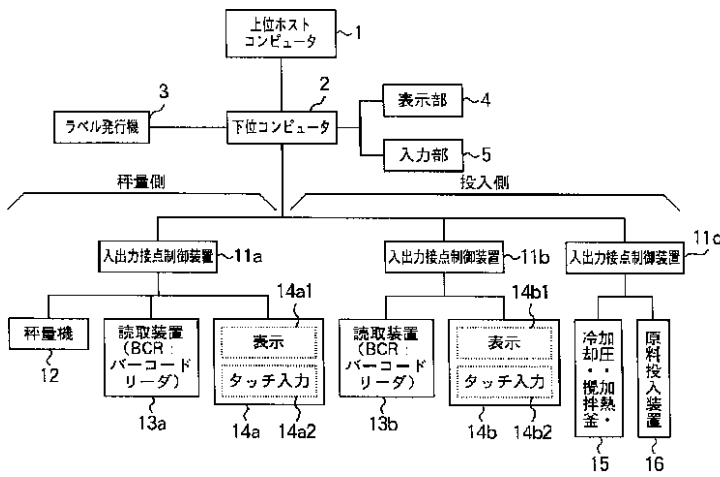 上位ホスト
コンピュータ
1
3
2
ラベル発行機
下位コンピュータ
表示部
4
入力部
5
秤量側
投入側
入出力接点制御装置
11a
入出力接点制御装置
11b
入出力接点制御装置
11c
秤量機
12
読取装置
(BCR:
バーコード
リーダ)
13a
14a1
表示
タッチ入力
14a
14a2
読取装置
(BCR:
バーコード
リーダ)
13b
14b1
表示
タッチ入力
14b
14b2
加圧・加熱・
冷却・攪拌釜
15
原料投入装置
16